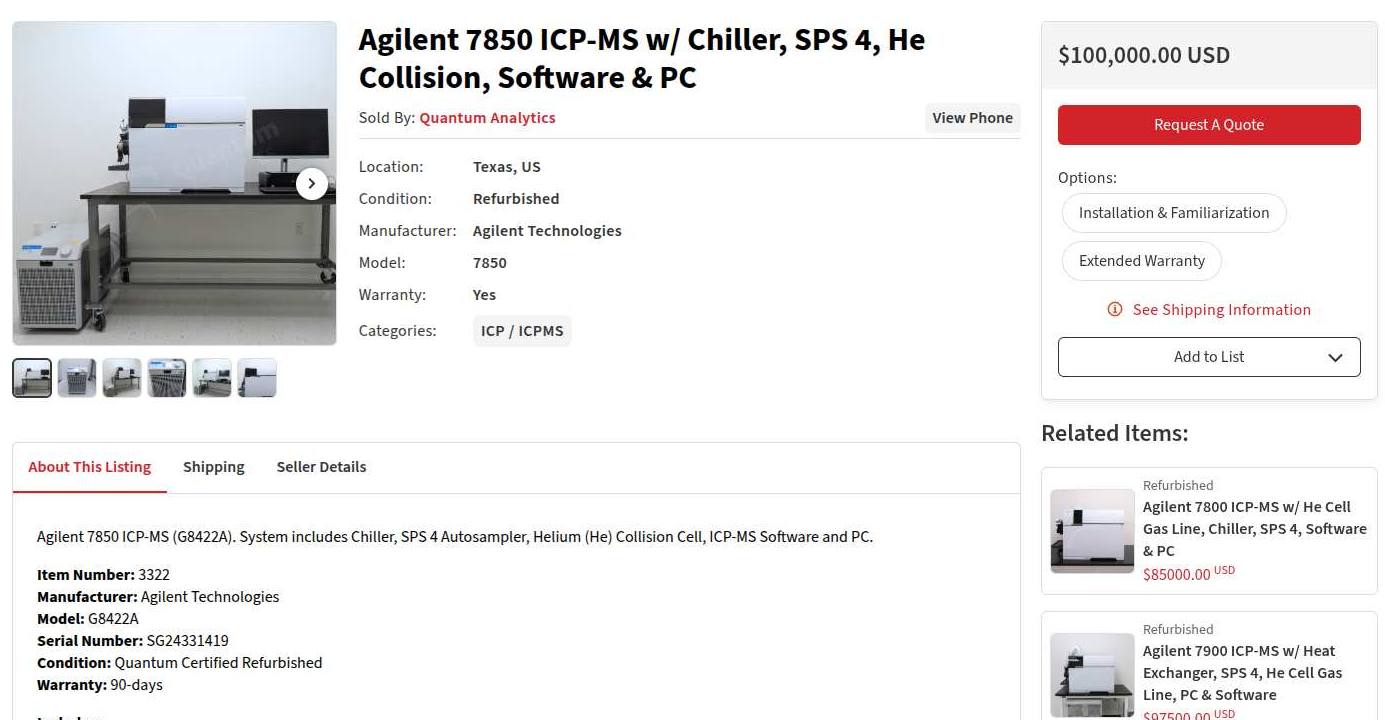 Agilent 7850 ICP-MS w/ Chiller, SPS 4, He
Collision, Software & PC
Sold By: Quantum Analytics
View Phone
Location: Texas, US
Condition: Refurbished
Manufacturer: Agilent Technologies
Model: 7850
Warranty: Yes
Categories: ICP / ICPMS
$100,000.00 USD
Request A Quote
Options:
Installation & Familiarization
Extended Warranty
See Shipping Information
Add to List
About This Listing
Shipping
Seller Details
Agilent 7850 ICP-MS (G8422A). System includes Chiller, SPS 4 Autosampler, Helium (He) Collision Cell, ICP-MS Software and PC.
Item Number: 3322
Manufacturer: Agilent Technologies
Model: G8422A
Serial Number: SG24331419
Condition: Quantum Certified Refurbished
Warranty: 90-days
Related Items:
Refurbished
Agilent 7800 ICP-MS w/ He Cell
Gas Line, Chiller, SPS 4, Software
& PC
$85000.00 USD
Refurbished
Agilent 7900 ICP-MS w/ Heat
Exchanger, SPS 4, He Cell Gas
Line, PC & Software
$97500.00 USD